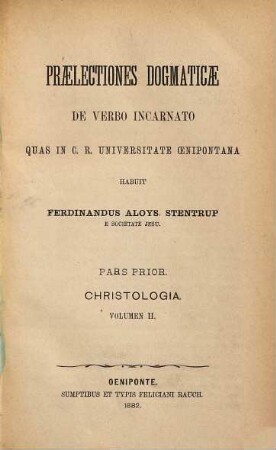 PRÆLECTIONES DOGMATICÆ
DE VERBO INCARNATO
QUAS IN C. R. UNIVERSITATE ŒNIPONTANA
HABUIT
FERDINANDUS ALOYS. STENTRUP
E SOCIETATE JESU.
PARS PRIOR.
CHRISTOLOGIA.
VOLUMEN II.
OENIPONTE.
SUMPTIBUS ET TYPIS FELICIANI RAUCH.
1882.